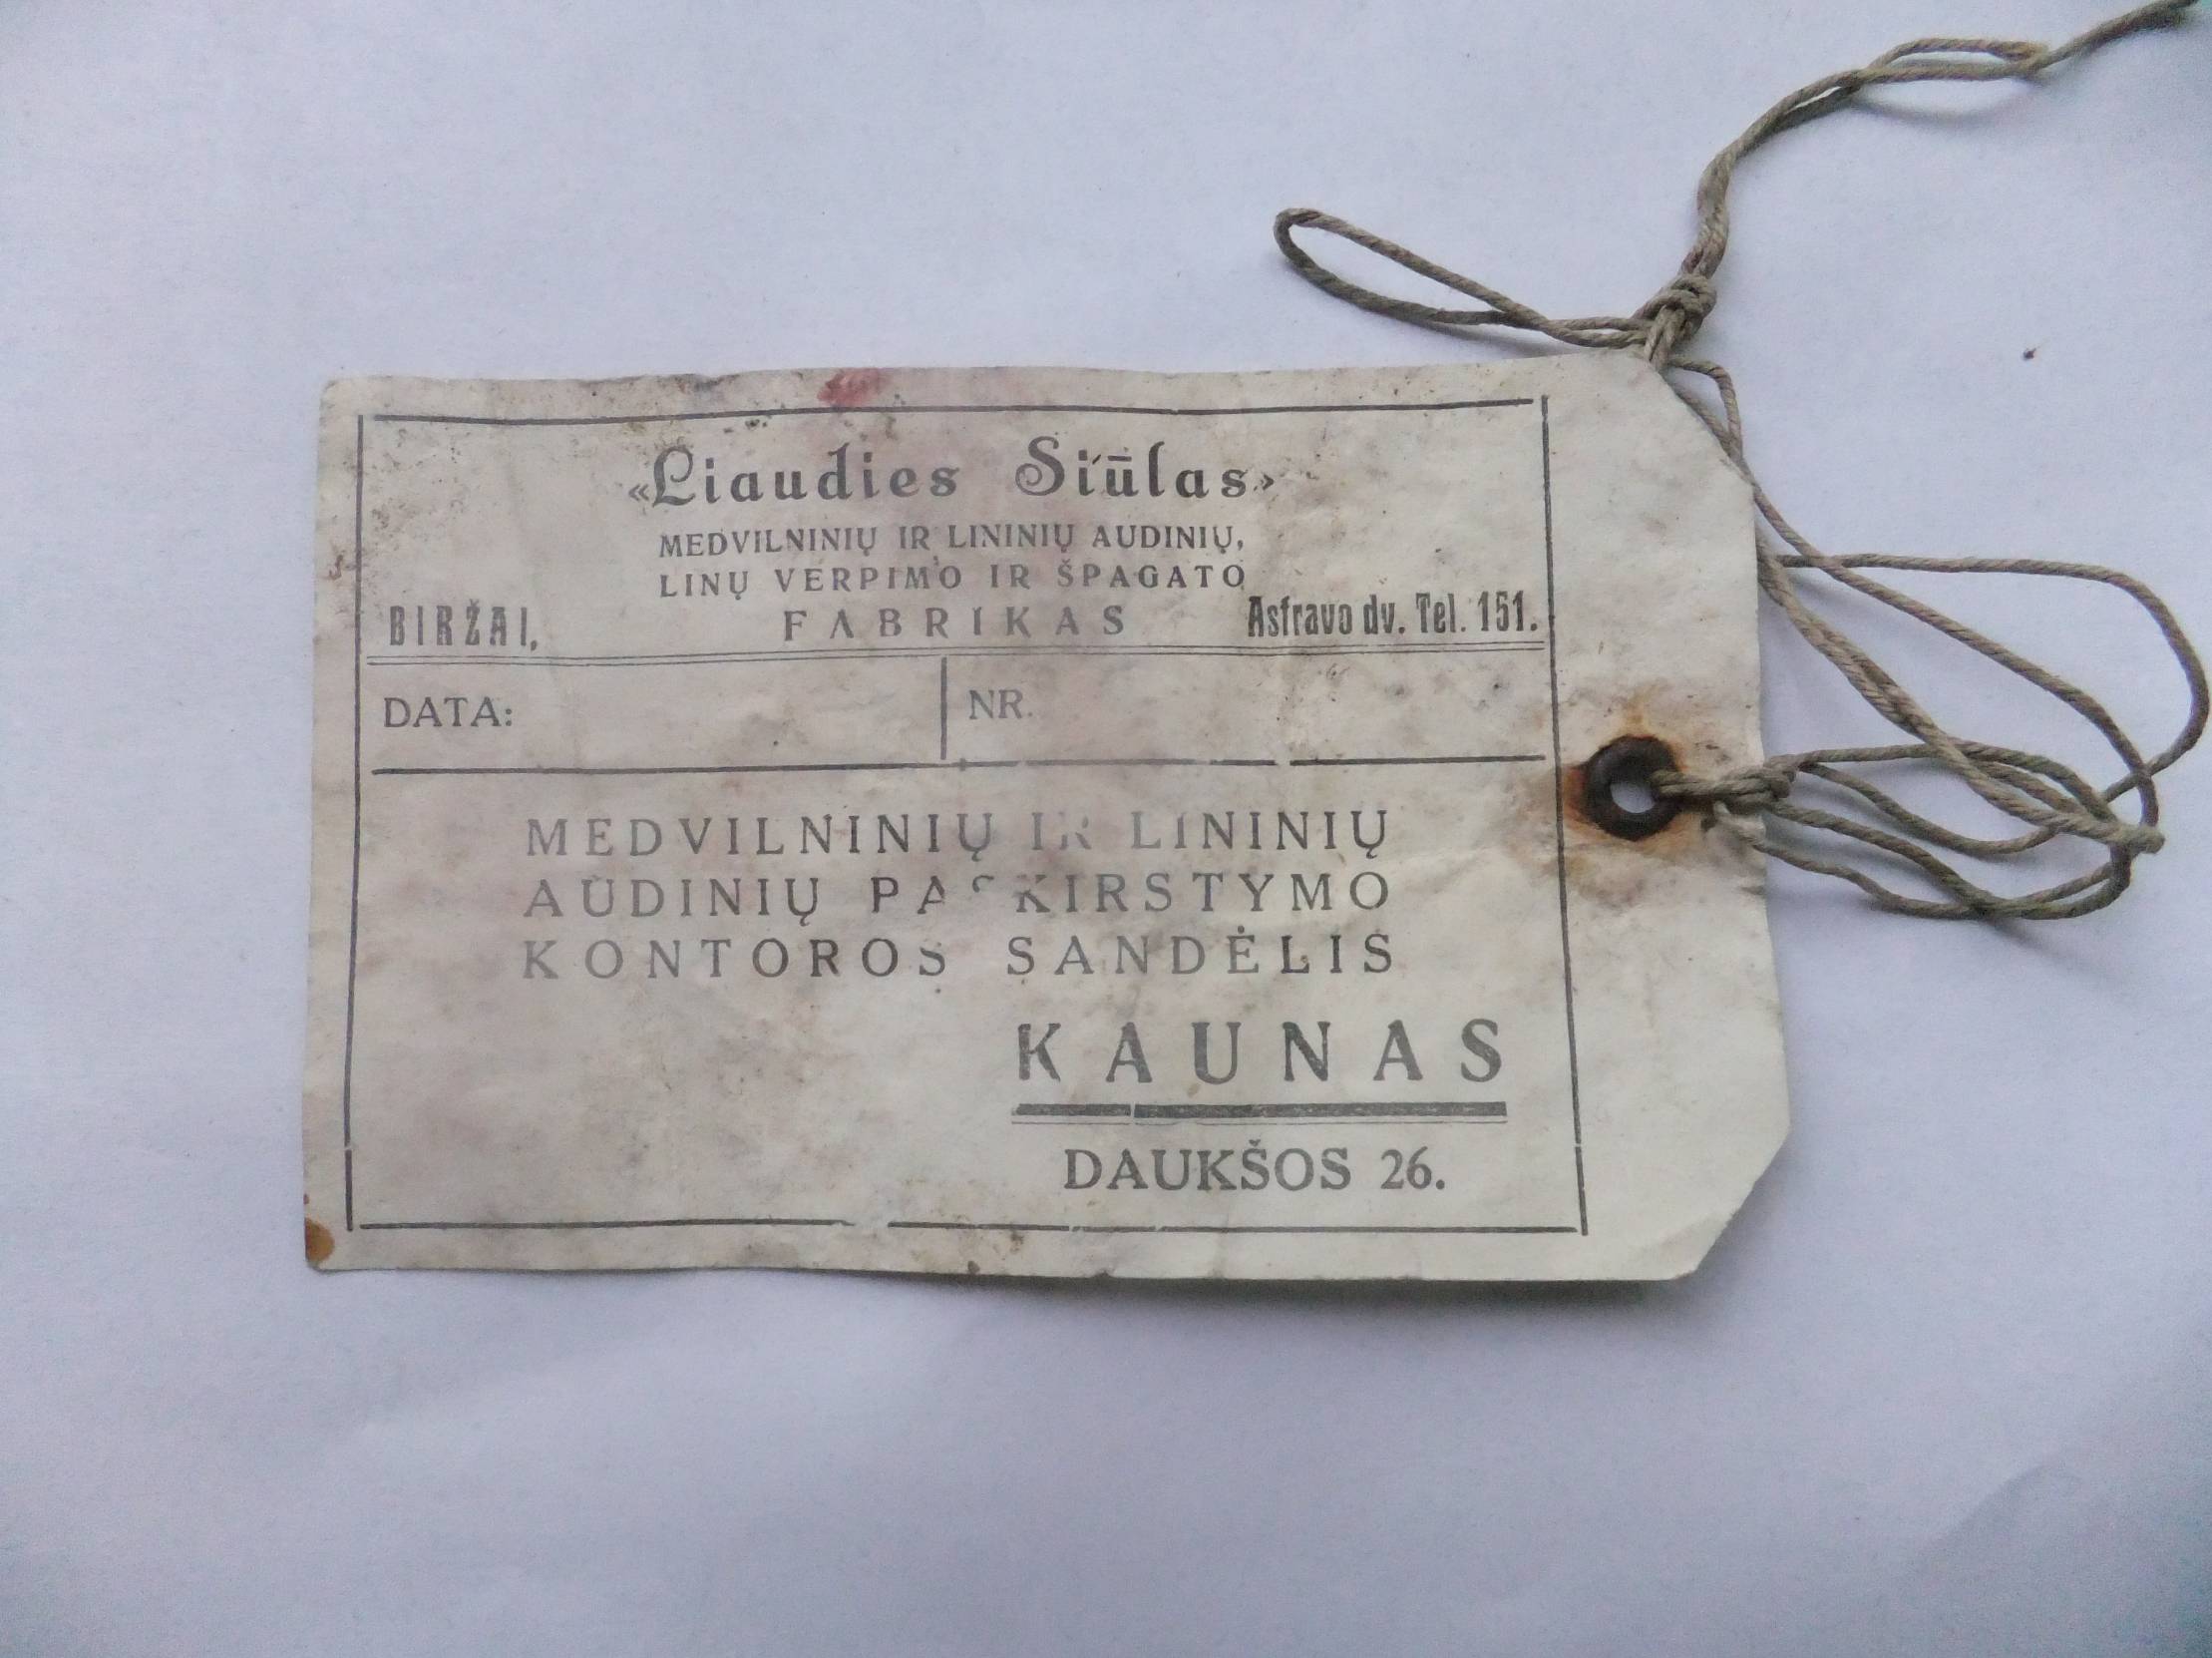 «Liaudies Siūlas»
MEDVILNINIŲ IR LININIŲ AUDINIŲ,
LINŲ VERPIMO IR ŠPAGATO
BIRŽAI, FABRIKAS Astravo dv. Tel. 151.
DATA: NR.
MEDVILNINIŲ IR LININIŲ
AUDINIŲ PASKIRSTYMO
KONTOROS SANDĖLIS
KAUNAS
DAUKŠOS 26.